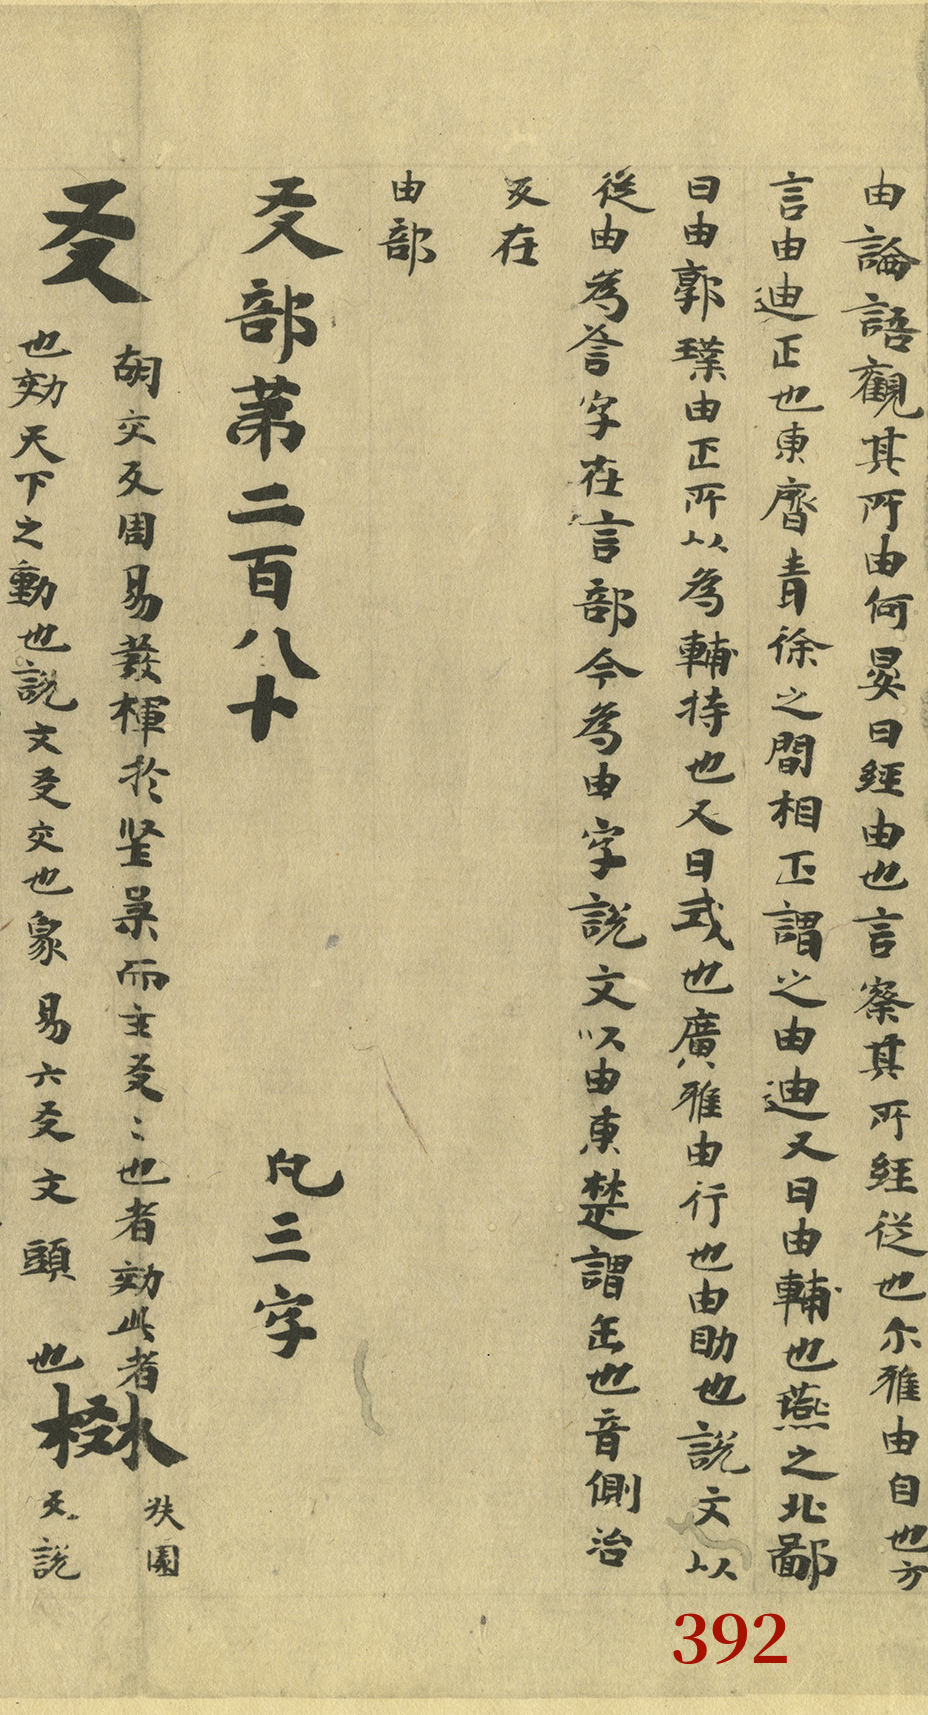 由論語觀其所由何晏曰經由也言察其所經従也尒雅由自也方
言由迪正也東齊青徐之間相正謂之由迪又曰由輔也燕之北鄙
曰由郭璞由正所以為輔持也又曰式也廣雅由行也由助也說文以
從由為䚻字在言部今為由字說文以由東楚謂缶也音側治
反在
由部
爻部第二百八十 凡三字
爻 胡交反周易發揮於坚柔而主爻〻也者効此者
也効天下之動也說文爻交也象易六爻文頭也
棥 扶園
反說
392